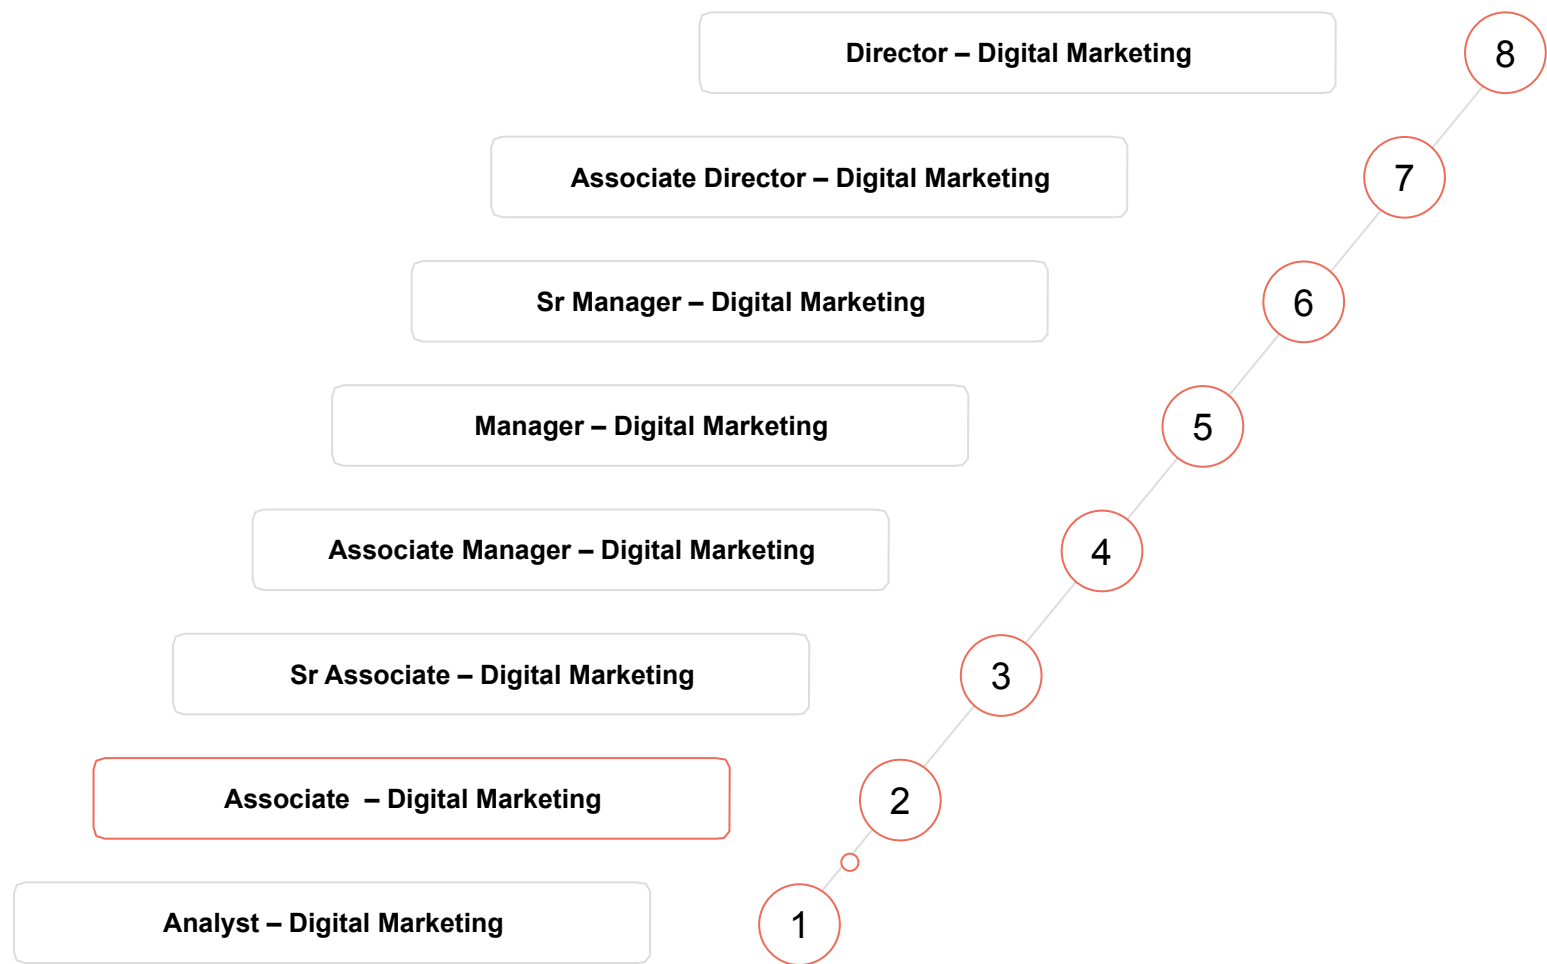 Director – Digital Marketing 8
Associate Director – Digital Marketing 7
Sr Manager – Digital Marketing 6
Manager – Digital Marketing 5
Associate Manager – Digital Marketing 4
Sr Associate – Digital Marketing 3
Associate  – Digital Marketing 2
Analyst – Digital Marketing 1